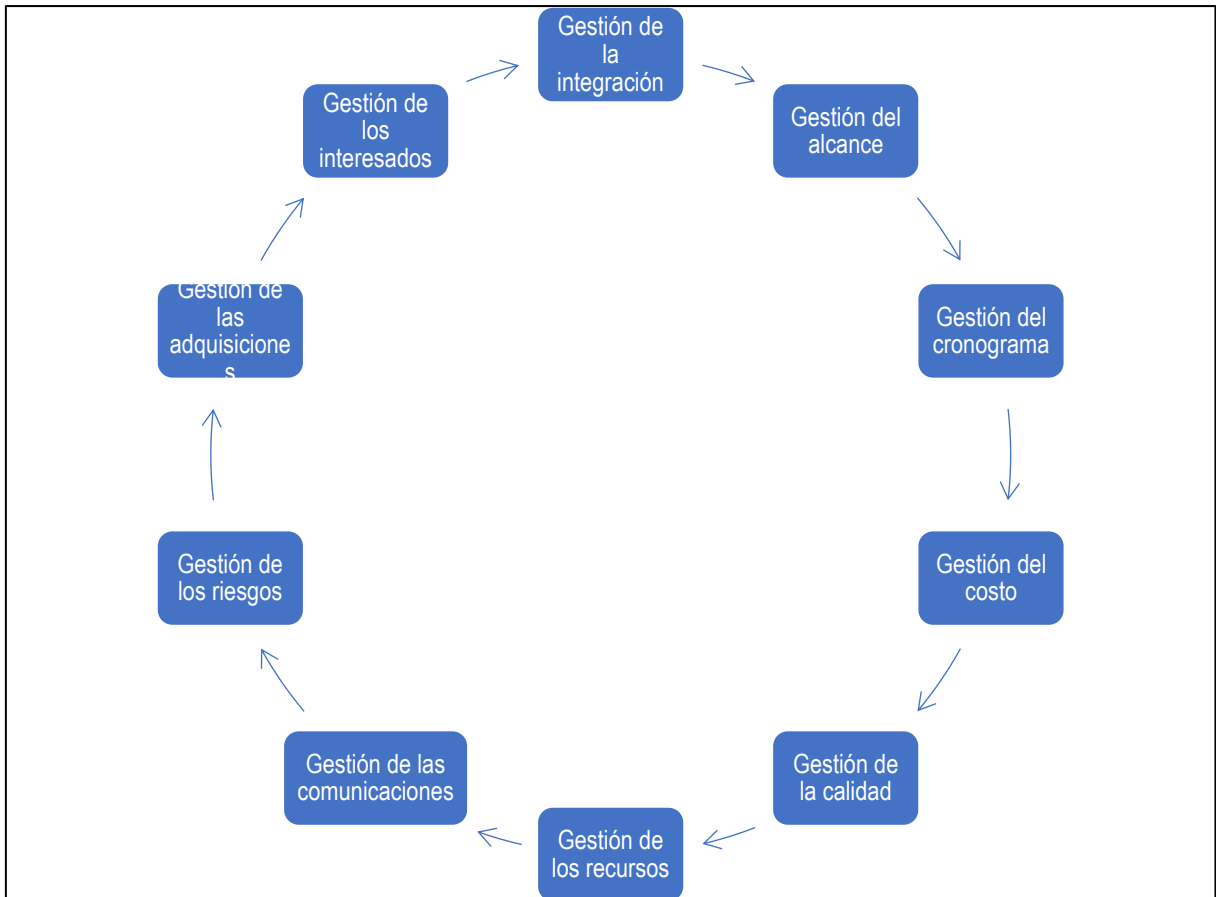 Gestión de
la
integración
Gestión del
alcance
Gestión del
cronograma
Gestión del
costo
Gestión de
la calidad
Gestión de
los recursos
Gestión de las
comunicaciones
Gestión de
los riesgos
Gestión de
las
adquisicione
s
Gestión de
los
interesados